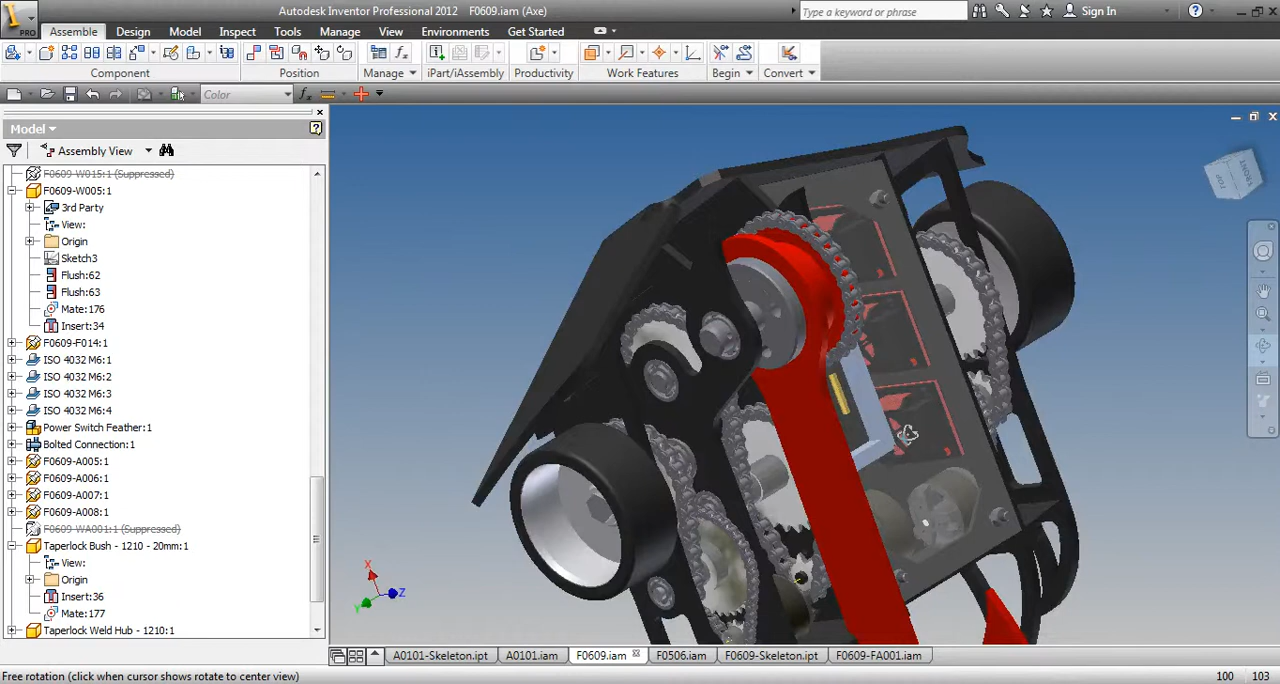 Autodesk Inventor Professional 2012 F0609.iam (Axe)
Type a keyword or phrase
Sign In
PRO
Assemble Design Model Inspect Tools Manage View Environments Get Started
Component Position Manage iPart/iAssembly Productivity Work Features Begin Convert
Color
Model
Assembly View
F0609-W015:1 (Suppressed)
F0609-W005:1
3rd Party
View:
Origin
Sketch3
Flush:62
Flush:63
Mate:176
Insert:34
F0609-F014:1
ISO 4032 M6:1
ISO 4032 M6:2
ISO 4032 M6:3
ISO 4032 M6:4
Power Switch Feather:1
Bolted Connection:1
F0609-A005:1
F0609-A006:1
F0609-A007:1
F0609-A008:1
F0609-WA001:1 (Suppressed)
Taperlock Bush - 1210 - 20mm:1
View:
Origin
Insert:36
Mate:177
Taperlock Weld Hub - 1210:1
TOP
FRONT
X
Y
Z
A0101-Skeleton.ipt A0101.iam F0609.iam F0506.iam F0609-Skeleton.ipt F0609-FA001.iam
Free rotation (click when cursor shows rotate to center view)
100 103